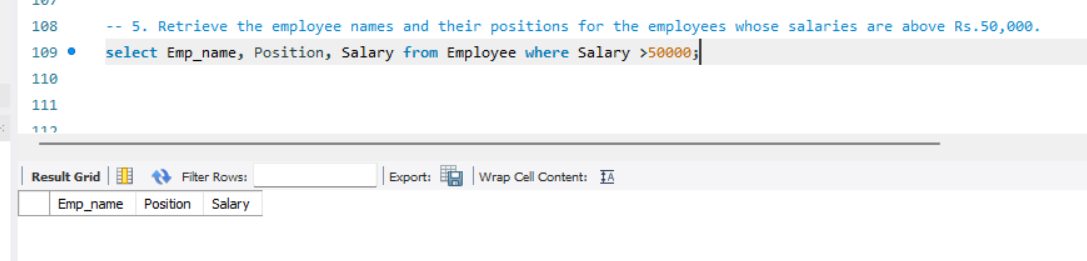 107
108 -- 5. Retrieve the employee names and their positions for the employees whose salaries are above Rs.50,000.
109 select Emp_name, Position, Salary from Employee where Salary >50000;
110
111
112
Result Grid Filter Rows: Export: Wrap Cell Content: IA
Emp_name Position Salary